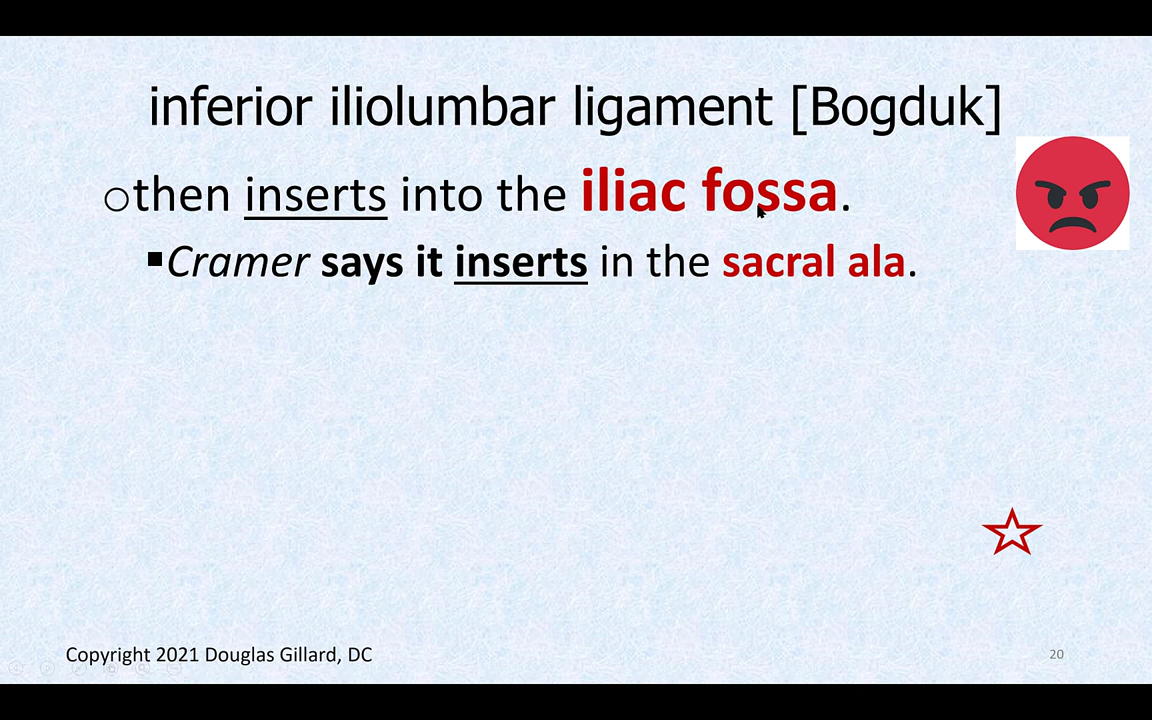 inferior iliolumbar ligament [Bogduk]
then inserts into the iliac fossa.
Cramer says it inserts in the sacral ala.
Copyright 2021 Douglas Gillard, DC
20